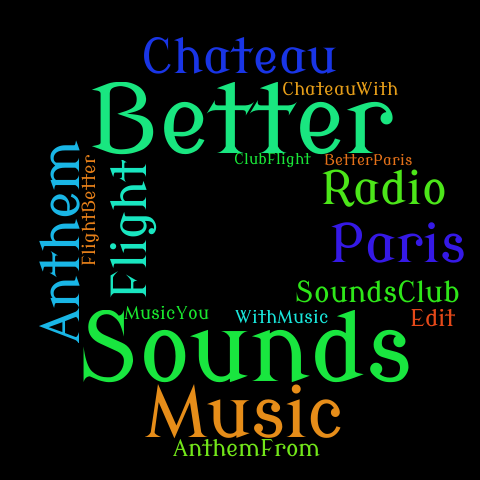 Chateau
ChateauWith
Better
ClubFlight
BetterParis
Anthem
FlightBetter
Flight
Radio
Paris
SoundsClub
MusicYou
WithMusic
Edit
Sounds
Music
AnthemFrom